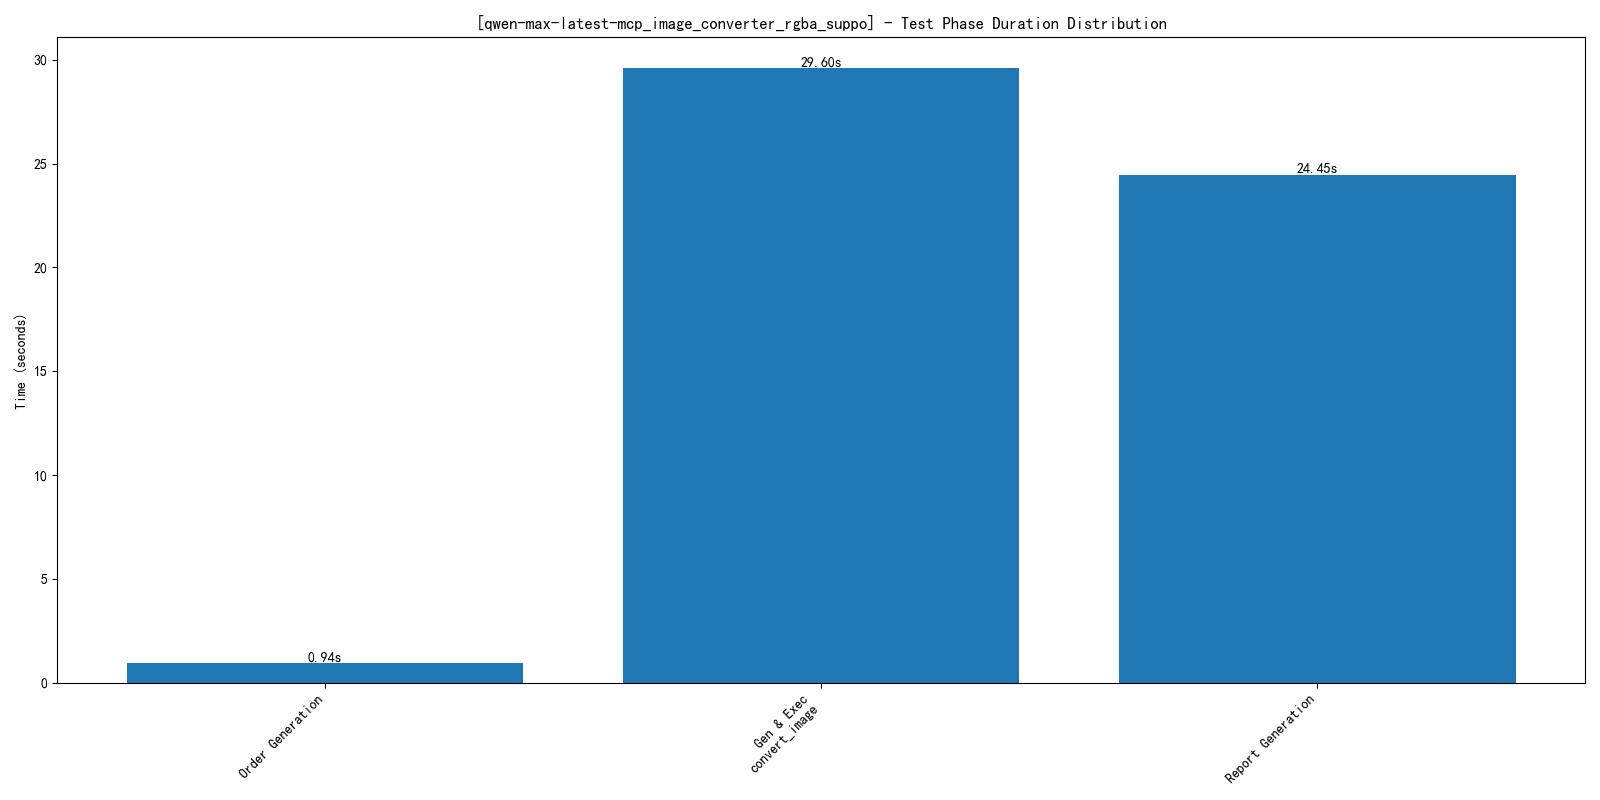 [qwen-max-latest-mcp_image_converter_rgba_suppo] - Test Phase Duration Distribution
Time (seconds)
30
25
20
15
10
5
0
0.94s
29.60s
24.45s
Order Generation
Gen & Exec
convert_image
Report Generation